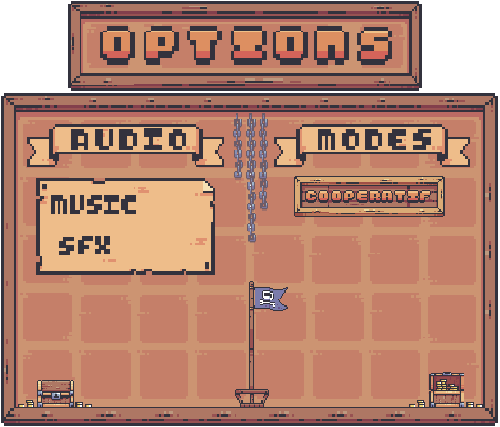 OPTIONS
AUDIO
MODES
MUSIC
COOPERATIF
SFX